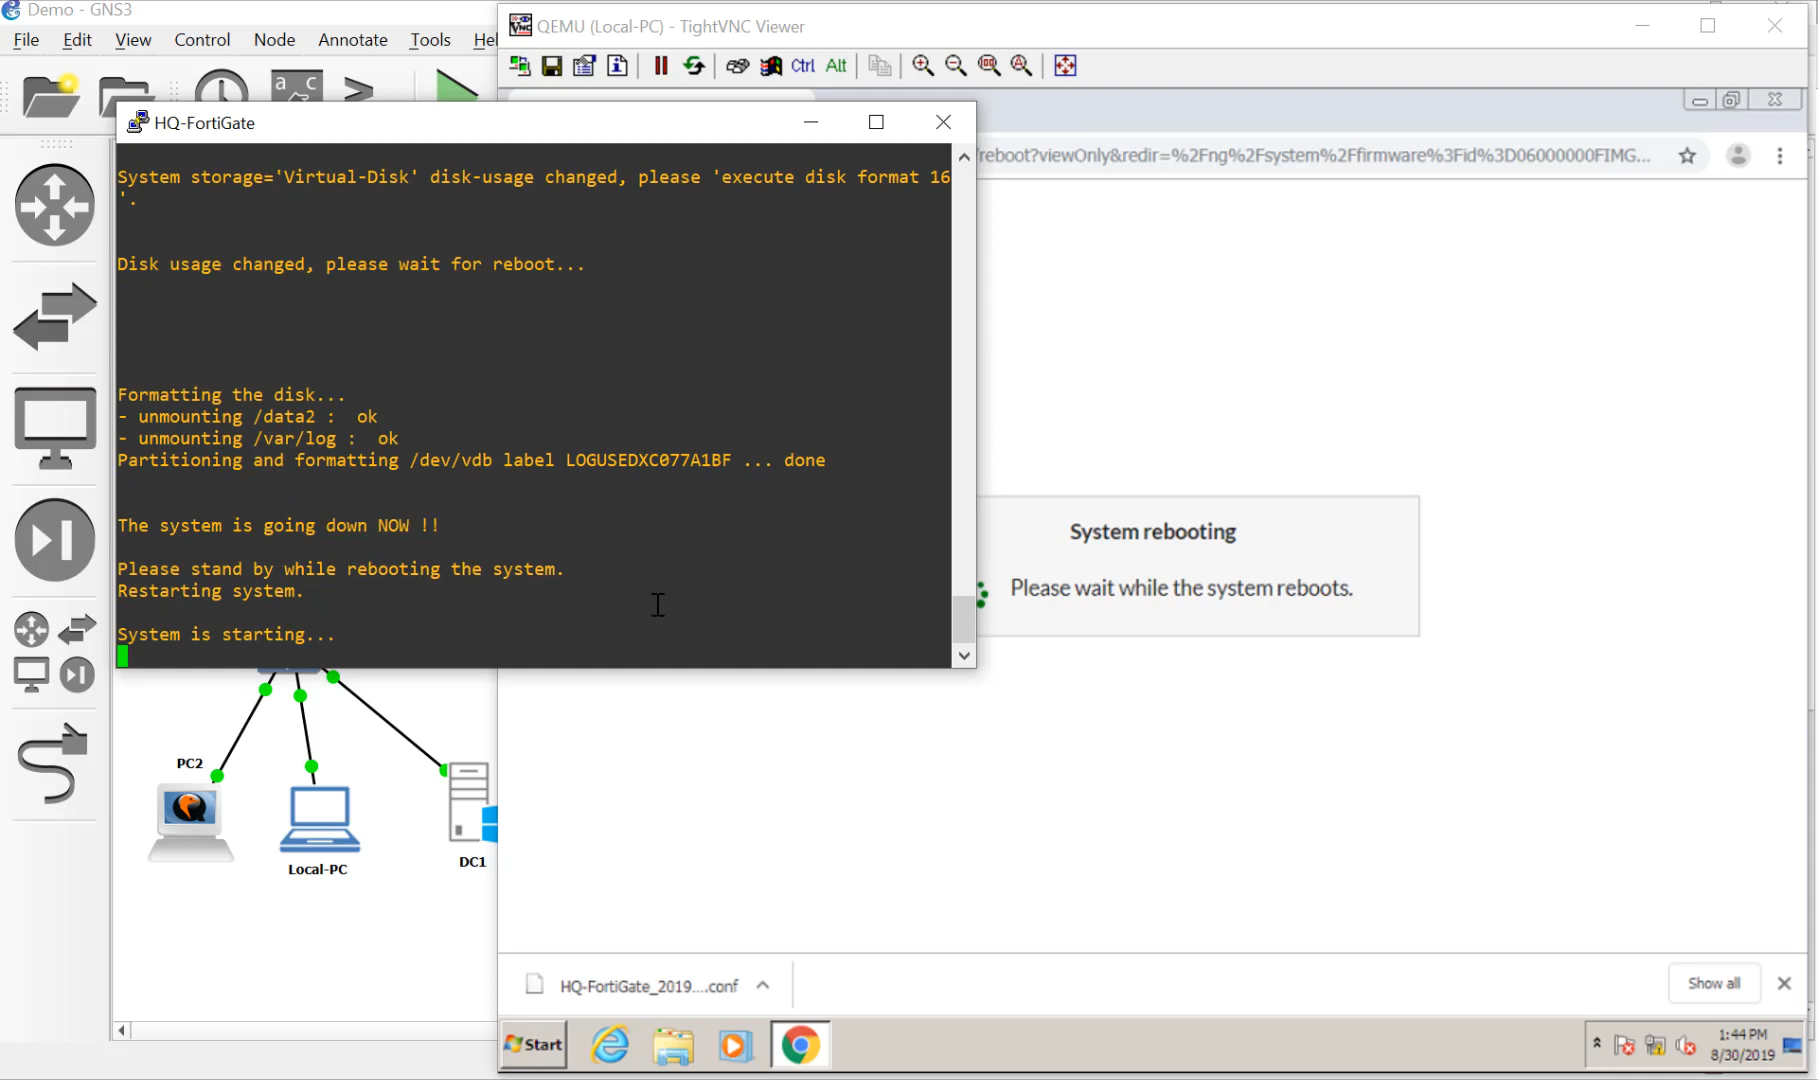 Demo - GNS3
File Edit View Control Node Annotate Tools Hel
QEMU (Local-PC) - TightVNC Viewer
Ctrl Alt
HQ-FortiGate
/reboot?viewOnly&redir=%2Fng%2Fsystem%2Ffirmware%3Fid%3D06000000FIMG...
System storage='Virtual-Disk' disk-usage changed, please 'execute disk format 16
'.
Disk usage changed, please wait for reboot...
Formatting the disk...
- unmounting /data2 :  ok
- unmounting /var/log :  ok
Partitioning and formatting /dev/vdb label LOGUSEDXC077A1BF ... done
The system is going down NOW !!
Please stand by while rebooting the system.
Restarting system.
System is starting...
System rebooting
Please wait while the system reboots.
PC2
Local-PC
DC1
HQ-FortiGate_2019....conf
Show all
Start
1:44 PM
8/30/2019